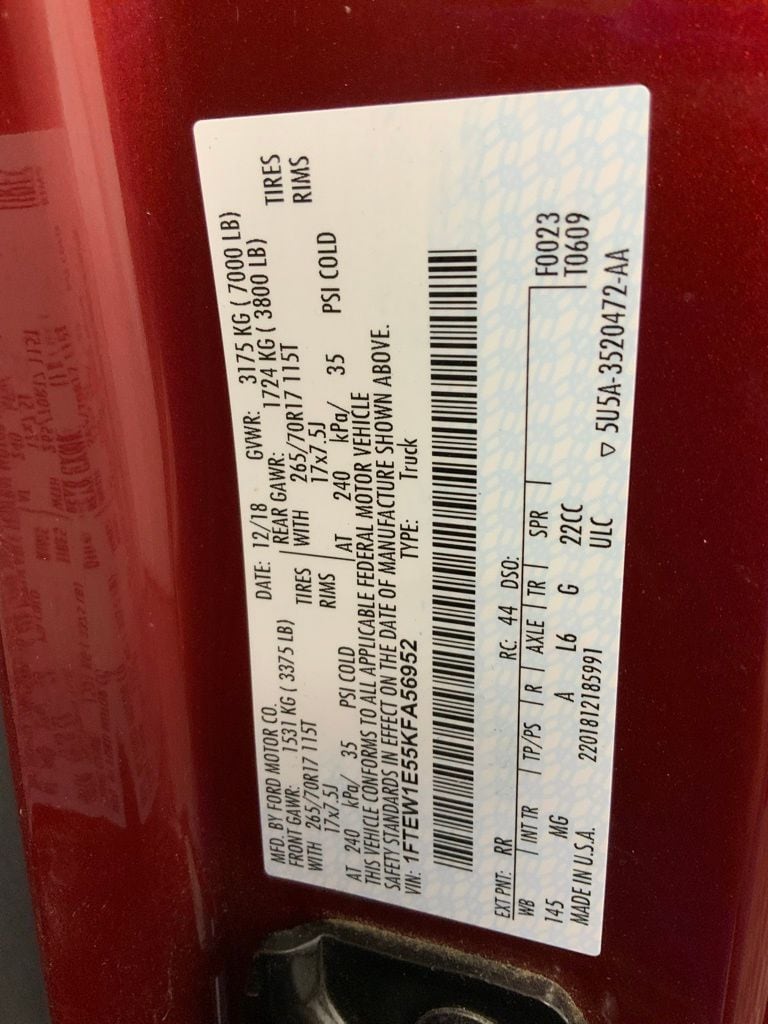 MFD. BY FORD MOTOR CO.
DATE: 12/18 GVWR: 3175 KG ( 7000 LB)
FRONT GAWR: 1531 KG ( 3375 LB) REAR GAWR: 1724 KG ( 3800 LB)
WITH 265/70R17 115T TIRES WITH 265/70R17 115T TIRES
17x7.5J RIMS 17x7.5J RIMS
AT 240 kPa/ 35 PSI COLD AT 240 kPa/ 35 PSI COLD
THIS VEHICLE CONFORMS TO ALL APPLICABLE FEDERAL MOTOR VEHICLE
SAFETY STANDARDS IN EFFECT ON THE DATE OF MANUFACTURE SHOWN ABOVE.
VIN: 1FTEW1E55KFA56952 TYPE: Truck
EXT PNT: RR RC: 44 DSO:
WB INT TR TP/PS R AXLE TR SPR F0023
145 MG A L6 G 22CC T0609
ULC
MADE IN U.S.A. 2201812185991 ▽ 5U5A-3520472-AA